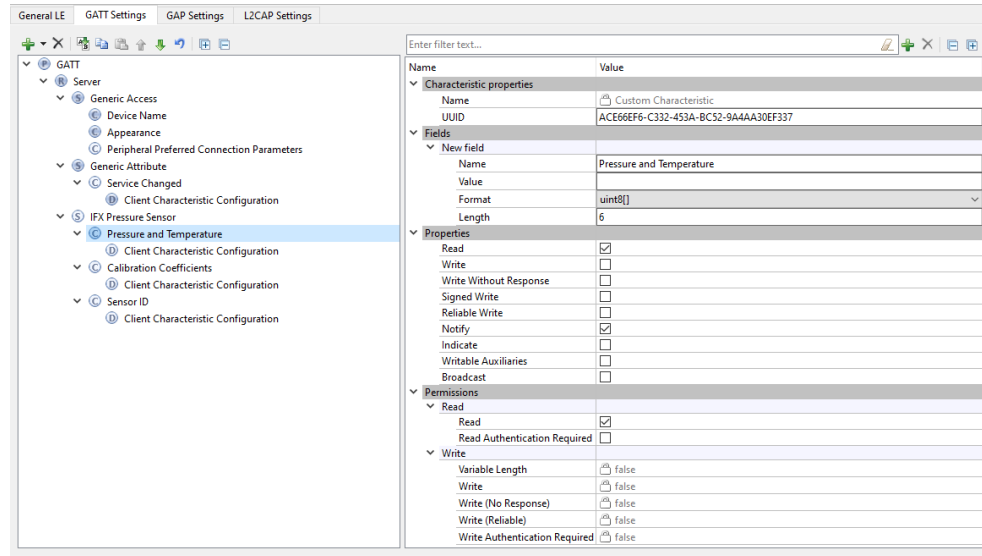 General LE GATT Settings GAP Settings L2CAP Settings
Enter filter text...
GATT
Server
Generic Access
Device Name
Appearance
Peripheral Preferred Connection Parameters
Generic Attribute
Service Changed
Client Characteristic Configuration
IFX Pressure Sensor
Pressure and Temperature
Client Characteristic Configuration
Calibration Coefficients
Client Characteristic Configuration
Sensor ID
Client Characteristic Configuration
Name Value
Characteristic properties
Name Custom Characteristic
UUID ACE66EF6-C332-453A-BC52-9A4AA30EF337
Fields
New field
Name Pressure and Temperature
Value
Format uint8[]
Length 6
Properties
Read
Write
Write Without Response
Signed Write
Reliable Write
Notify
Indicate
Writable Auxiliaries
Broadcast
Permissions
Read
Read
Read Authentication Required
Write
Variable Length false
Write false
Write (No Response) false
Write (Reliable) false
Write Authentication Required false